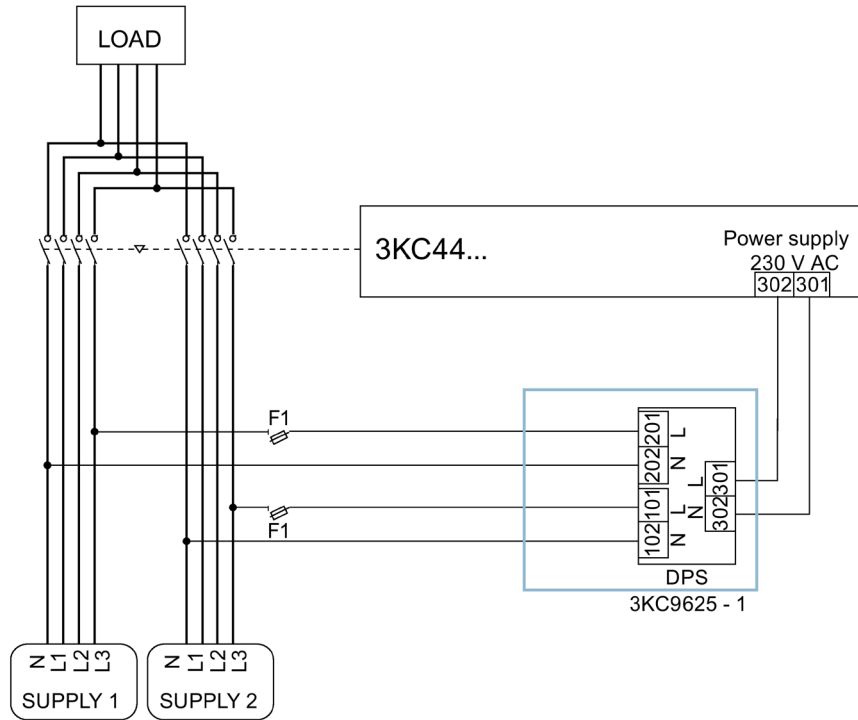 LOAD
3KC44...
Power supply
230 V AC
302 301
F1
201 L
202 N
L 301
101 L
N 302
102 N
F1
DPS
3KC9625 - 1
N L1 L2 L3
SUPPLY 1
N L1 L2 L3
SUPPLY 2